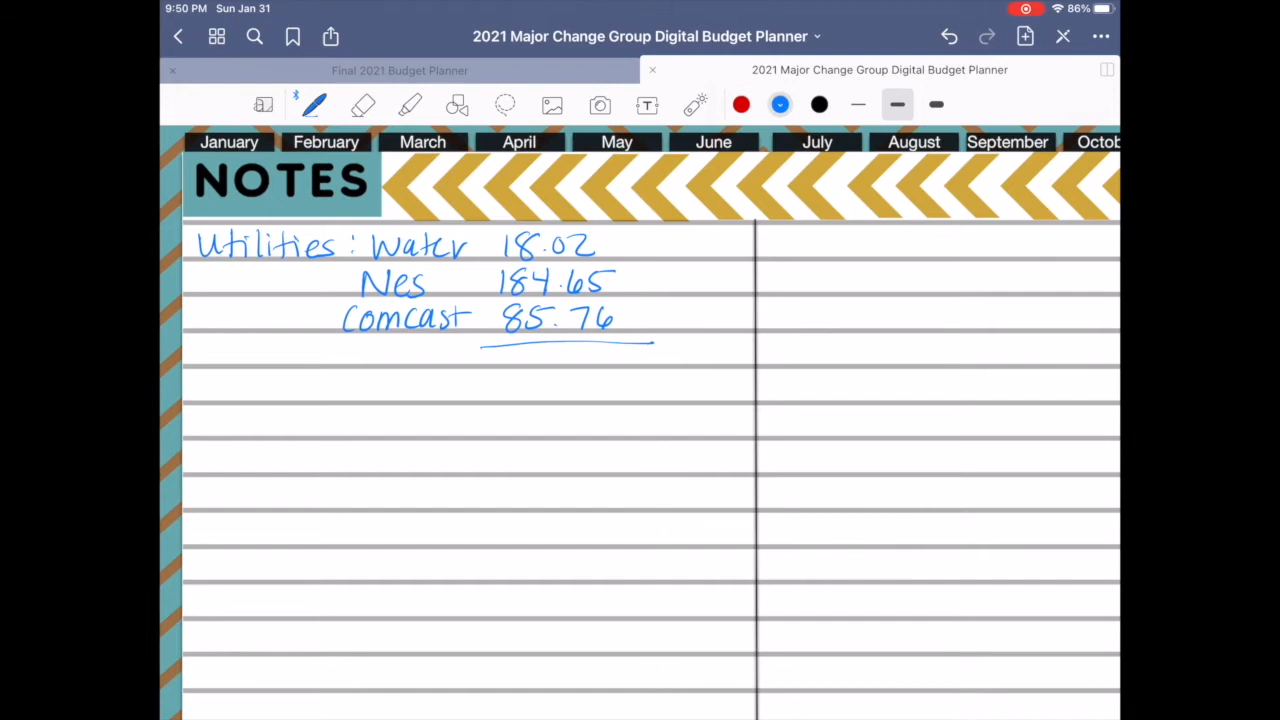 9:50 PM Sun Jan 31 86%
2021 Major Change Group Digital Budget Planner
Final 2021 Budget Planner 2021 Major Change Group Digital Budget Planner
January February March April May June July August September Octob
NOTES
Utilities: Water 18.02
Nes 184.65
Comcast 85.76